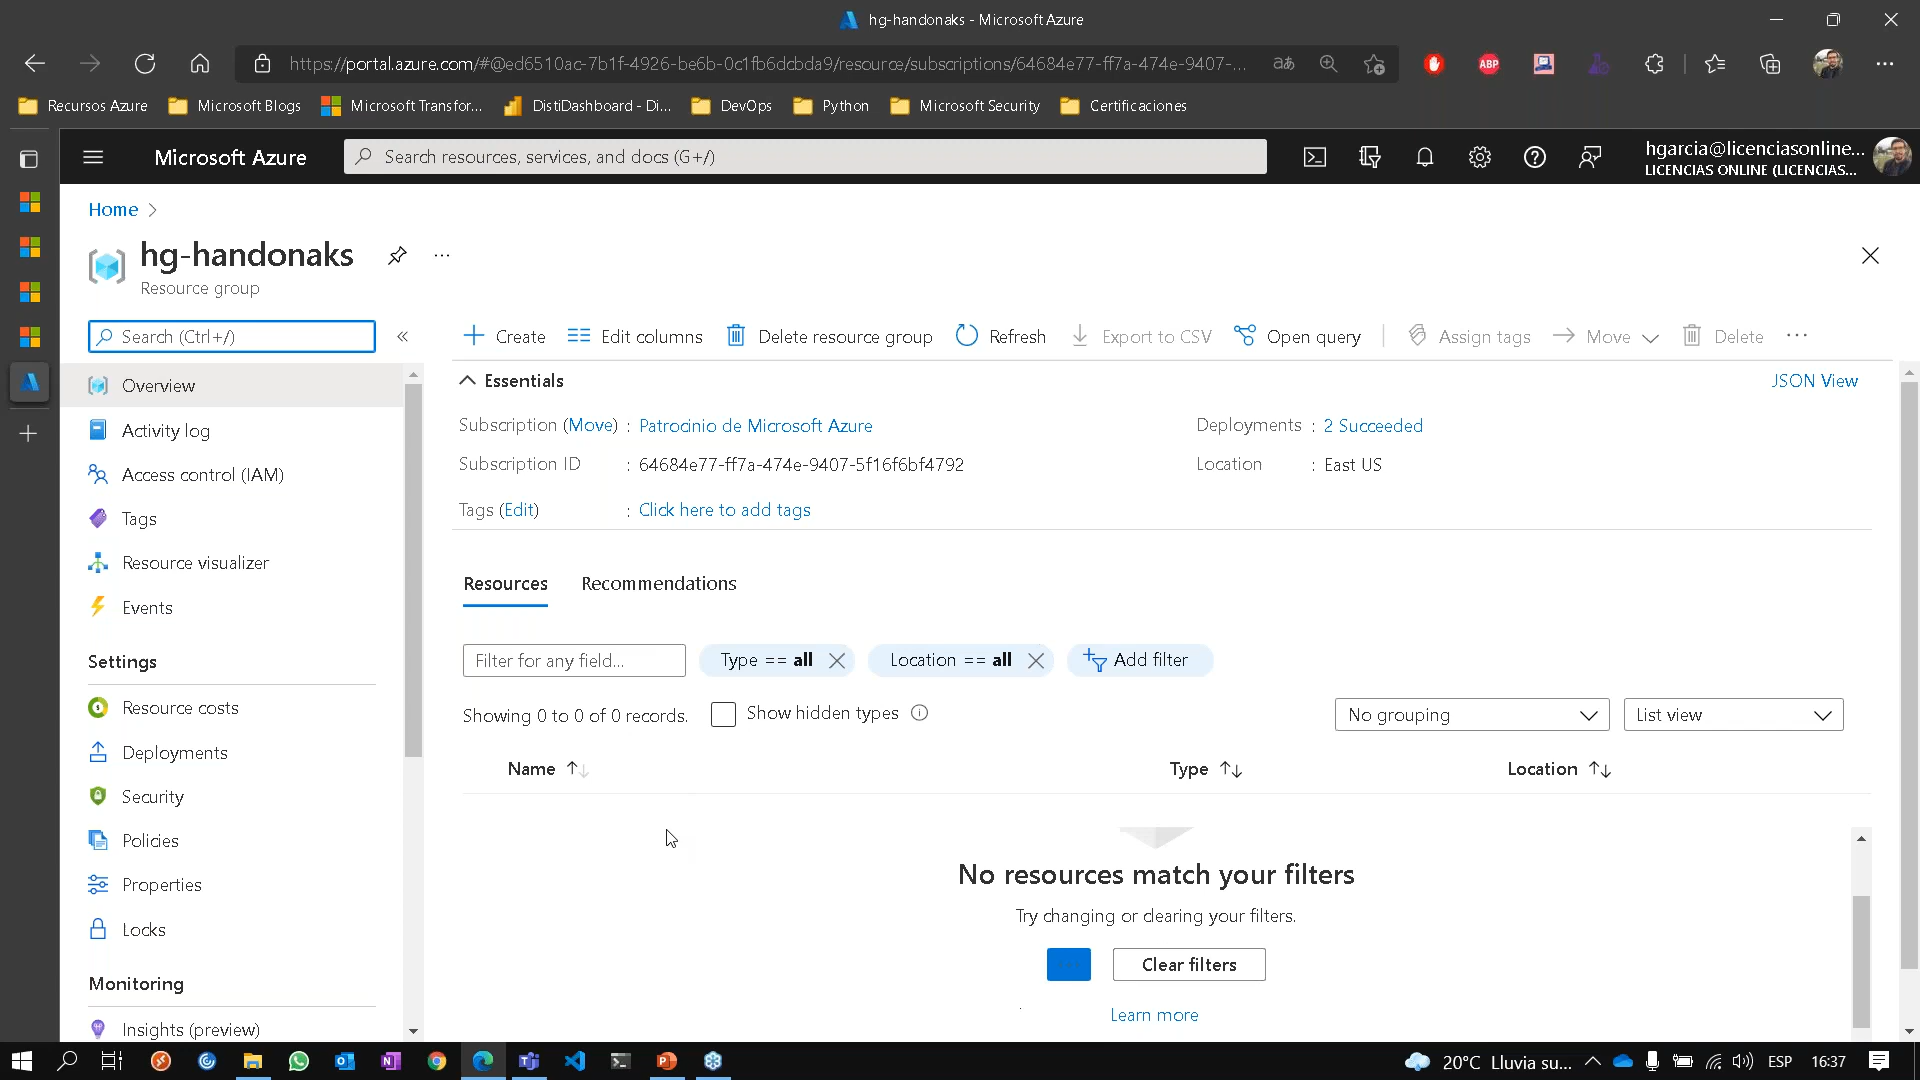 hg-handonaks - Microsoft Azure
https://portal.azure.com/#@ed6510ac-7b1f-4926-be6b-0c1fb6dcbda9/resource/subscriptions/64684e77-ff7a-474e-9407-...
aあ
ABP
Recursos Azure
Microsoft Blogs
Microsoft Transfor...
DistiDashboard - Di...
DevOps
Python
Microsoft Security
Certificaciones
Microsoft Azure
Search resources, services, and docs (G+/)
hgarcia@licenciasonline...
LICENCIAS ONLINE (LICENCIAS...
Home
hg-handonaks
Resource group
Search (Ctrl+/)
Create
Edit columns
Delete resource group
Refresh
Export to CSV
Open query
Assign tags
Move
Delete
Overview
Activity log
Access control (IAM)
Tags
Resource visualizer
Events
Settings
Resource costs
Deployments
Security
Policies
Properties
Locks
Monitoring
Insights (preview)
Essentials
JSON View
Subscription (Move) : Patrocinio de Microsoft Azure
Deployments : 2 Succeeded
Subscription ID : 64684e77-ff7a-474e-9407-5f16f6bf4792
Location : East US
Tags (Edit) : Click here to add tags
Resources
Recommendations
Filter for any field...
Type == all
Location == all
Add filter
Showing 0 to 0 of 0 records.
Show hidden types
No grouping
List view
Name
Type
Location
No resources match your filters
Try changing or clearing your filters.
Clear filters
Learn more
20°C Lluvia su...
ESP
16:37